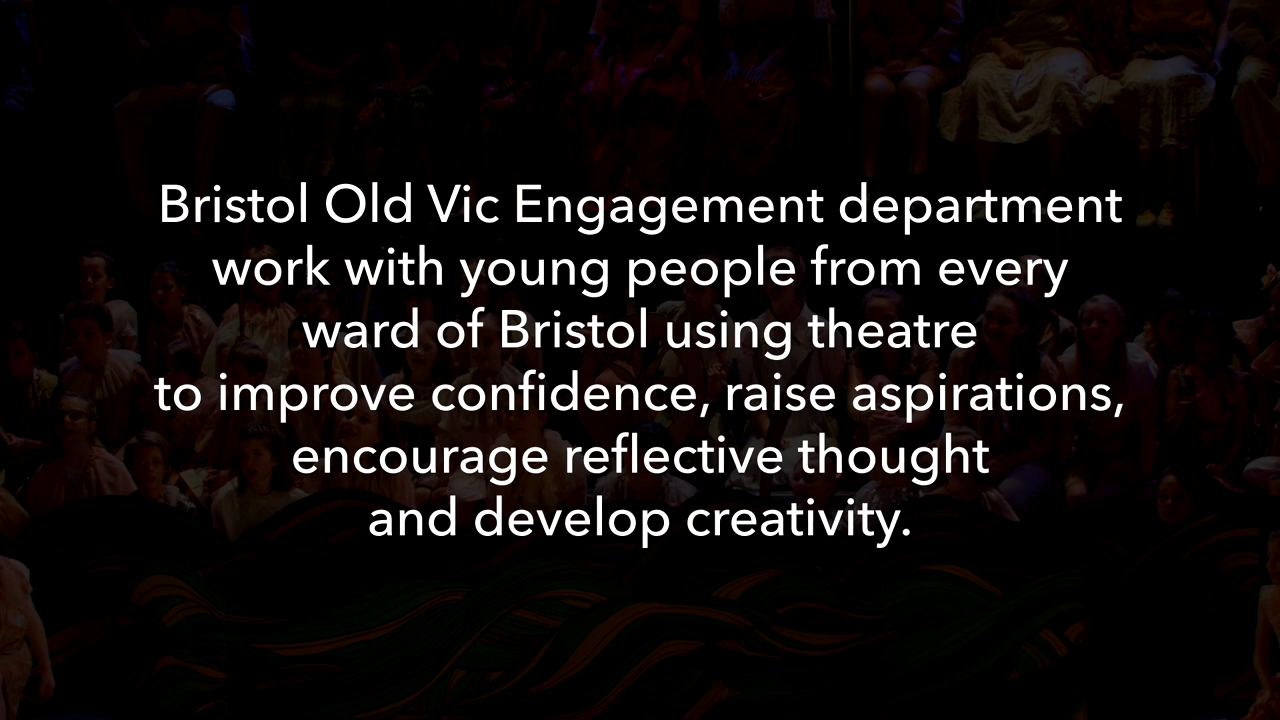 Bristol Old Vic Engagement department
work with young people from every
ward of Bristol using theatre
to improve confidence, raise aspirations,
encourage reflective thought
and develop creativity.